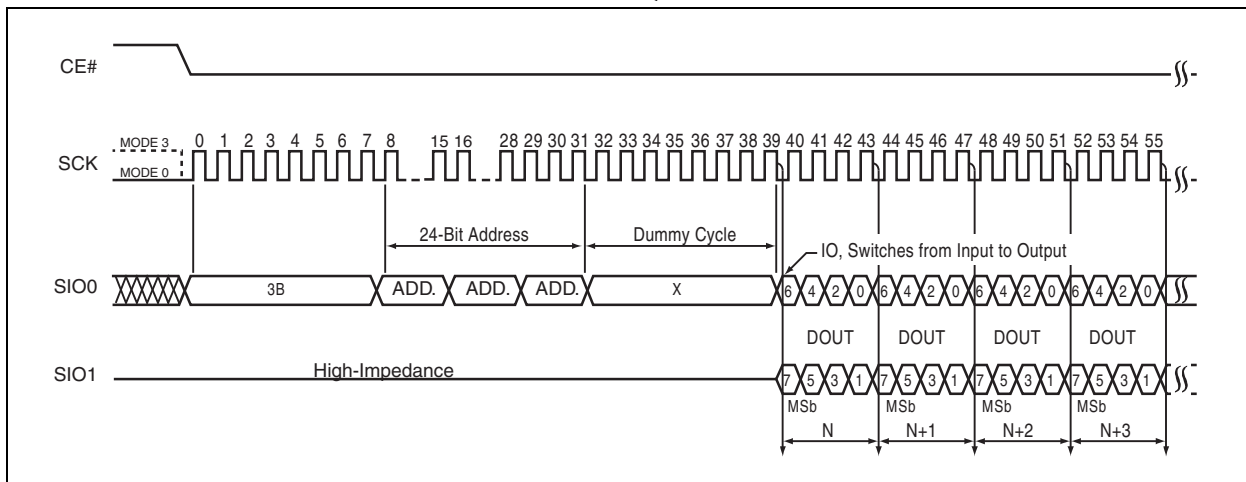 CE#
MODE 3
0 1 2 3 4 5 6 7 8 15 16 28 29 30 31 32 33 34 35 36 37 38 39 40 41 42 43 44 45 46 47 48 49 50 51 52 53 54 55
SCK
MODE 0
24-Bit Address Dummy Cycle
IO, Switches from Input to Output
SIO0 3B ADD. ADD. ADD. X 6 4 2 0 6 4 2 0 6 4 2 0 6 4 2 0
DOUT DOUT DOUT DOUT
SIO1 High-Impedance 7 5 3 1 7 5 3 1 7 5 3 1 7 5 3 1
MSb MSb MSb MSb
N N+1 N+2 N+3